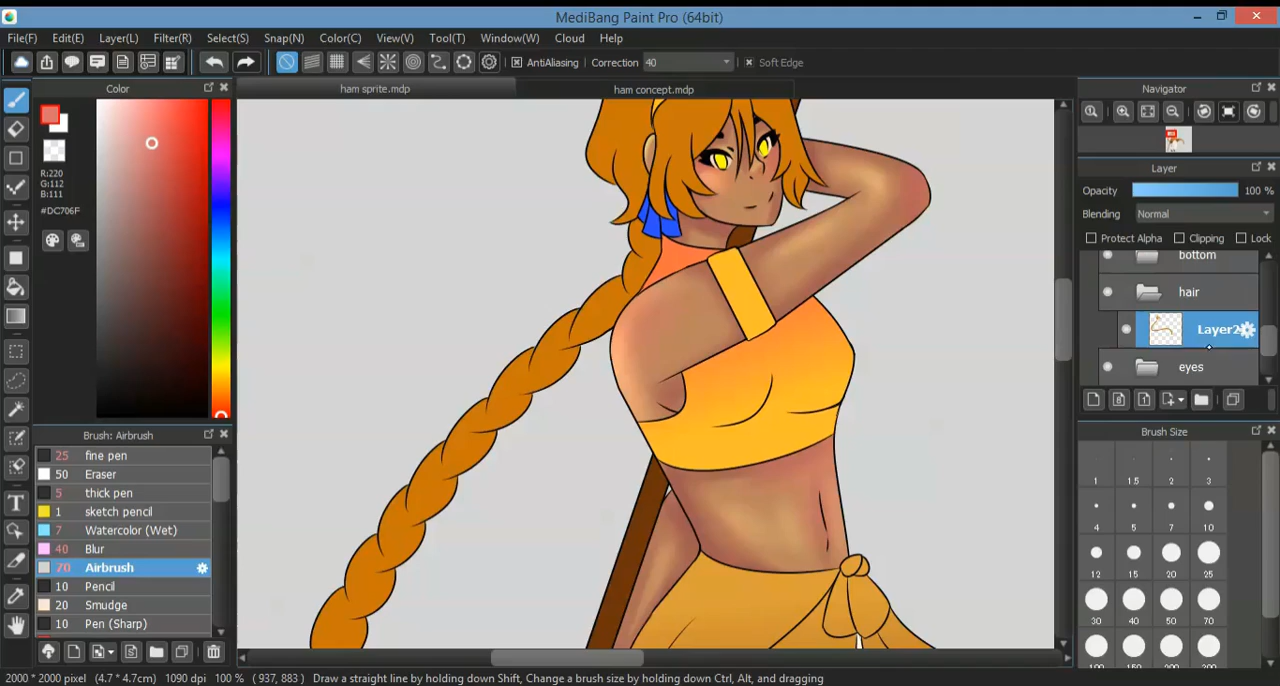 MediBang Paint Pro (64bit)
File(F) Edit(E) Layer(L) Filter(R) Select(S) Snap(N) Color(C) View(V) Tool(T) Window(W) Cloud Help
AntiAliasing Correction 40 Soft Edge
Color
ham sprite.mdp
ham concept.mdp
Navigator
R:220
G:112
B:111
#DC706F
Layer
Opacity 100 %
Blending Normal
Protect Alpha Clipping Lock
bottom
hair
Layer2
eyes
Brush: Airbrush
25 fine pen
50 Eraser
5 thick pen
1 sketch pencil
7 Watercolor (Wet)
40 Blur
70 Airbrush
10 Pencil
20 Smudge
10 Pen (Sharp)
Brush Size
1 1.5 2 3
4 5 7 10
12 15 20 25
30 40 50 70
2000 * 2000 pixel (4.7 * 4.7cm) 1090 dpi 100 % ( 937, 883 ) Draw a straight line by holding down Shift, Change a brush size by holding down Ctrl, Alt, and dragging